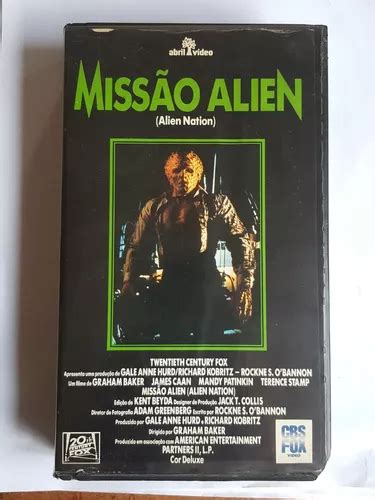 abril vídeo
MISSÃO ALIEN
(Alien Nation)
TWENTIETH CENTURY FOX
Apresenta uma produção de GALE ANNE HURD/RICHARD KOBRITZ – ROCKNE S. O'BANNON
Um filme de GRAHAM BAKER JAMES CAAN MANDY PATINKIN TERENCE STAMP
MISSÃO ALIEN (ALIEN NATION)
Edição de KENT BEYDA Designer de Produção JACK T. COLLIS
Diretor de Fotografia ADAM GREENBERG Escrito por ROCKNE S. O'BANNON
Produzido por GALE ANNE HURD e RICHARD KOBRITZ
Dirigido por GRAHAM BAKER
Produzido em associação com AMERICAN ENTERTAINMENT
PARTNERS II, L.P.
Cor Deluxe
20th
CENTURY
FOX
CBS
FOX
VIDEO